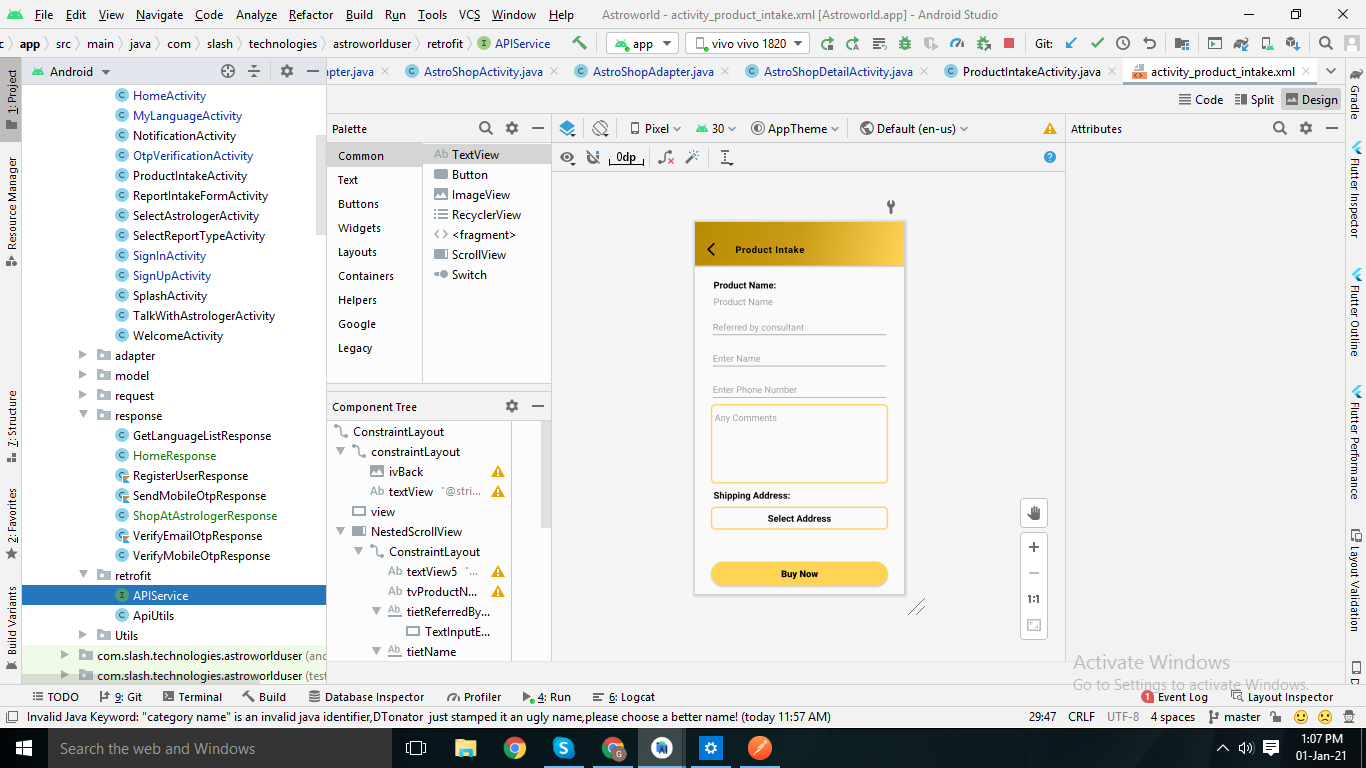 File Edit View Navigate Code Analyze Refactor Build Run Tools VCS Window Help Astroworld - activity_product_intake.xml [Astroworld.app] - Android Studio
app src main java com slash technologies astroworlduser retrofit APIService app vivo vivo 1820 Git:
Android
pter.java AstroShopActivity.java AstroShopAdapter.java AstroShopDetailActivity.java ProductIntakeActivity.java activity_product_intake.xml
Code Split Design
1: Project
Resource Manager
7: Structure
2: Favorites
Build Variants
HomeActivity
MyLanguageActivity
NotificationActivity
OtpVerificationActivity
ProductIntakeActivity
ReportIntakeFormActivity
SelectAstrologerActivity
SelectReportTypeActivity
SignInActivity
SignUpActivity
SplashActivity
TalkWithAstrologerActivity
WelcomeActivity
adapter
model
request
response
GetLanguageListResponse
HomeResponse
RegisterUserResponse
SendMobileOtpResponse
ShopAtAstrologerResponse
VerifyEmailOtpResponse
VerifyMobileOtpResponse
retrofit
APIService
ApiUtils
Utils
com.slash.technologies.astroworlduser (anc
com.slash.technologies.astroworlduser (test
Palette
Common
Text
Buttons
Widgets
Layouts
Containers
Helpers
Google
Legacy
Ab TextView
Button
ImageView
RecyclerView
<fragment>
ScrollView
Switch
Component Tree
ConstraintLayout
constraintLayout
ivBack
Ab textView "@stri...
view
NestedScrollView
ConstraintLayout
Ab textView5 "...
Ab tvProductN...
Ab tietReferredBy...
TextInputE...
Ab tietName
Pixel 30 AppTheme Default (en-us)
0dp
Product Intake
Product Name:
Product Name
Referred by consultant
Enter Name
Enter Phone Number
Any Comments
Shipping Address:
Select Address
Buy Now
1:1
Attributes
Gradle
Flutter Inspector
Flutter Outline
Flutter Performance
Layout Validation
Activate Windows
Go to Settings to activate Windows.
TODO 9: Git Terminal Build Database Inspector Profiler 4: Run 6: Logcat 1 Event Log Layout Inspector
Invalid Java Keyword: "category name" is an invalid java identifier,DTonator just stamped it an ugly name,please choose a better name! (today 11:57 AM) 29:47 CRLF UTF-8 4 spaces master
Search the web and Windows
1:07 PM
01-Jan-21